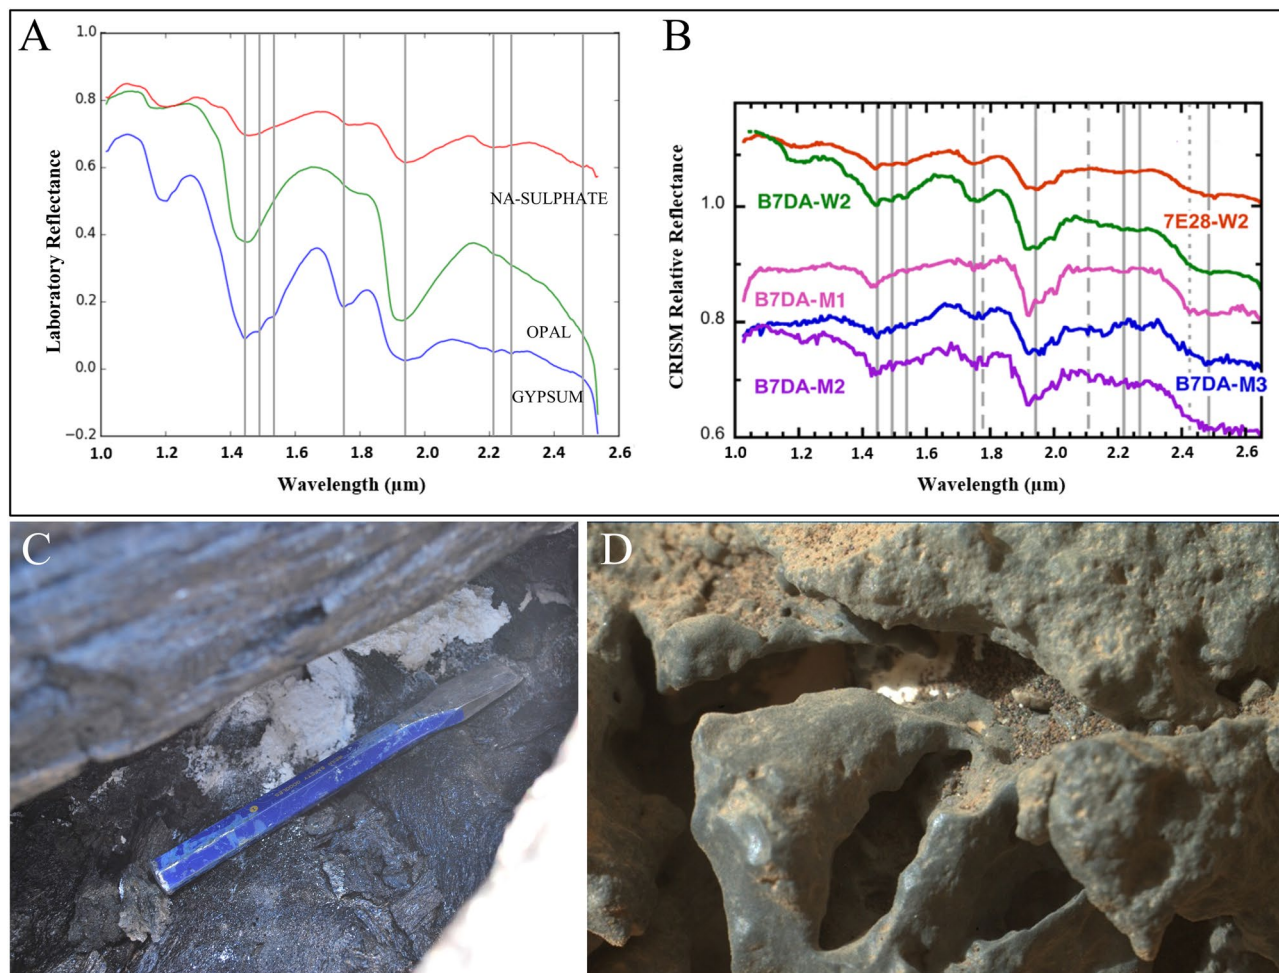 A
B
1.0
0.8
0.6
0.4
0.2
0.0
−0.2
Laboratory Reflectance
NA-SULPHATE
OPAL
GYPSUM
1.0 1.2 1.4 1.6 1.8 2.0 2.2 2.4 2.6
Wavelength (µm)
1.0
0.8
0.6
CRISM Relative Reflectance
B7DA-W2
7E28-W2
B7DA-M1
B7DA-M2
B7DA-M3
1.0 1.2 1.4 1.6 1.8 2.0 2.2 2.4 2.6
Wavelength (µm)
C
D